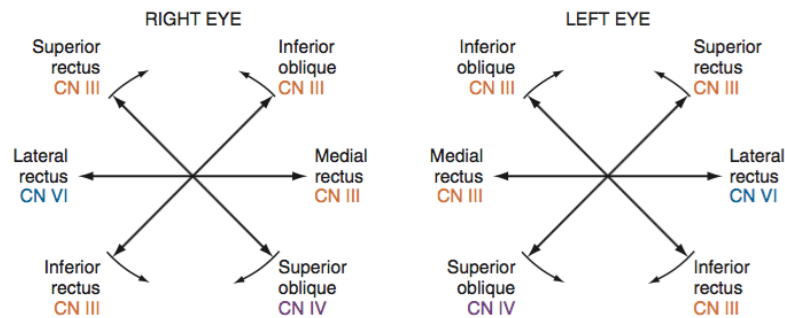 RIGHT EYE
Superior
rectus
CN III
Inferior
oblique
CN III
Lateral
rectus
CN VI
Medial
rectus
CN III
Inferior
rectus
CN III
Superior
oblique
CN IV
LEFT EYE
Inferior
oblique
CN III
Superior
rectus
CN III
Medial
rectus
CN III
Lateral
rectus
CN VI
Superior
oblique
CN IV
Inferior
rectus
CN III